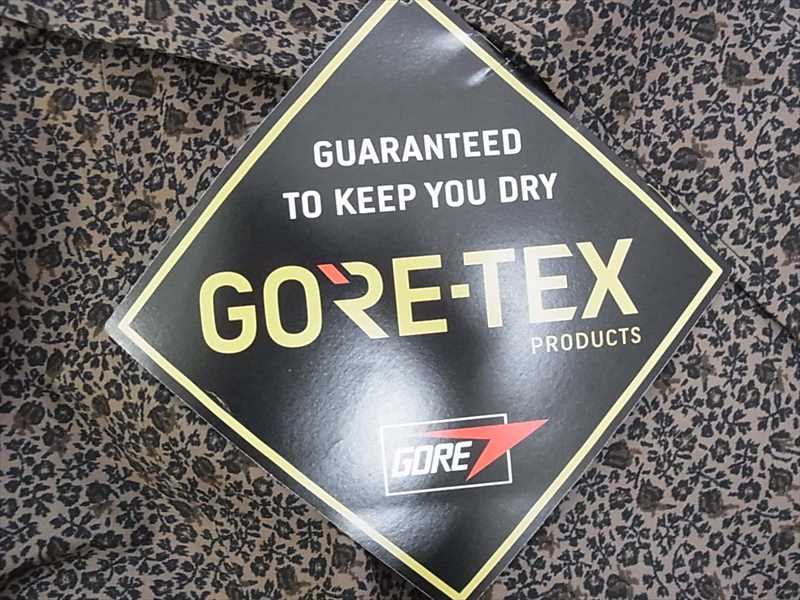 GUARANTEED
TO KEEP YOU DRY
GORE-TEX
PRODUCTS
GORE